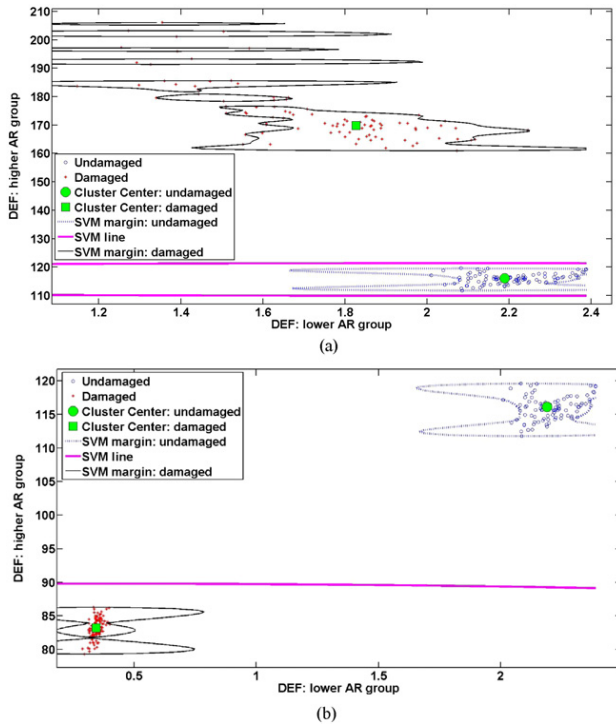 210
200
190
180
170
160
150
140
130
120
110
DEF: higher AR group
Undamaged
Damaged
Cluster Center: undamaged
Cluster Center: damaged
SVM margin: undamaged
SVM line
SVM margin: damaged
1.2
1.4
1.6
1.8
2
2.2
2.4
DEF: lower AR group
(a)
120
115
110
105
100
95
90
85
80
DEF: higher AR group
Undamaged
Damaged
Cluster Center: undamaged
Cluster Center: damaged
SVM margin: undamaged
SVM line
SVM margin: damaged
0.5
1
1.5
2
DEF: lower AR group
(b)